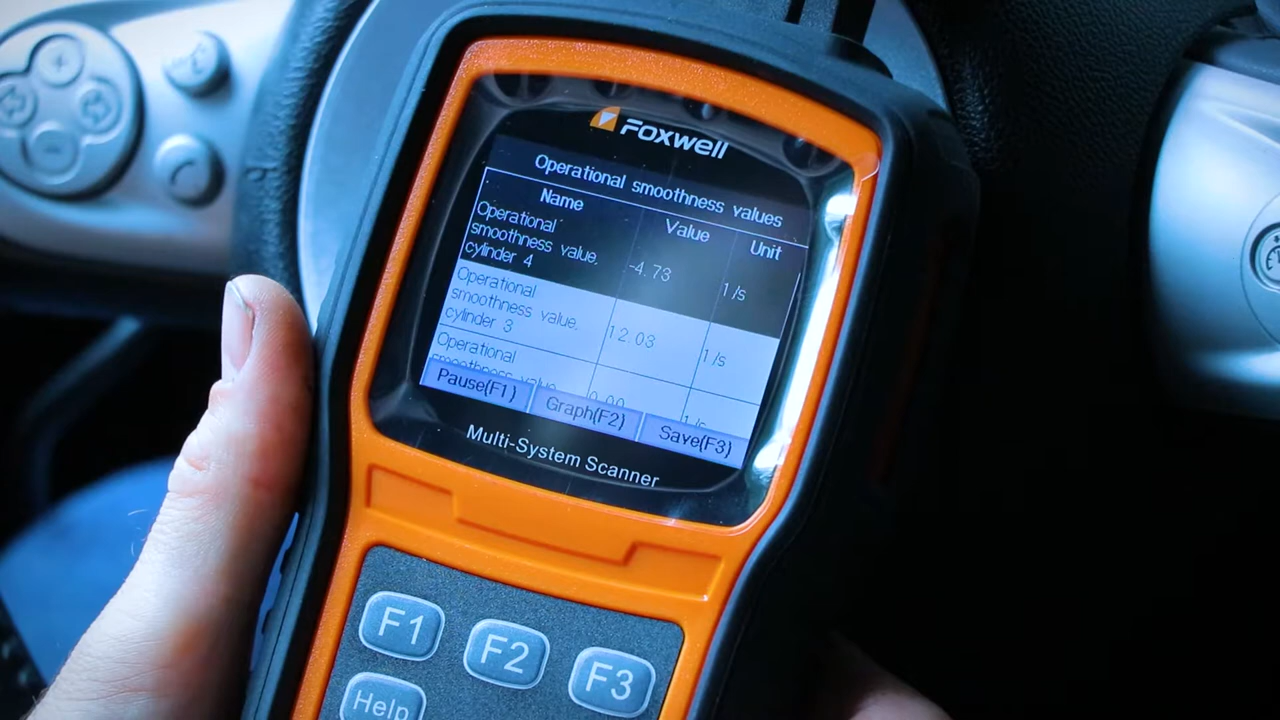 FOXWELL
Operational smoothness values
Name Value Unit
Operational
smoothness value,
cylinder 4 -4.73 1/s
Operational
smoothness value,
cylinder 3 12.03 1/s
Operational
smoothness value 0.00 1/s
Pause(F1) Graph(F2) Save(F3)
Multi-System Scanner
F1 F2 F3
Help